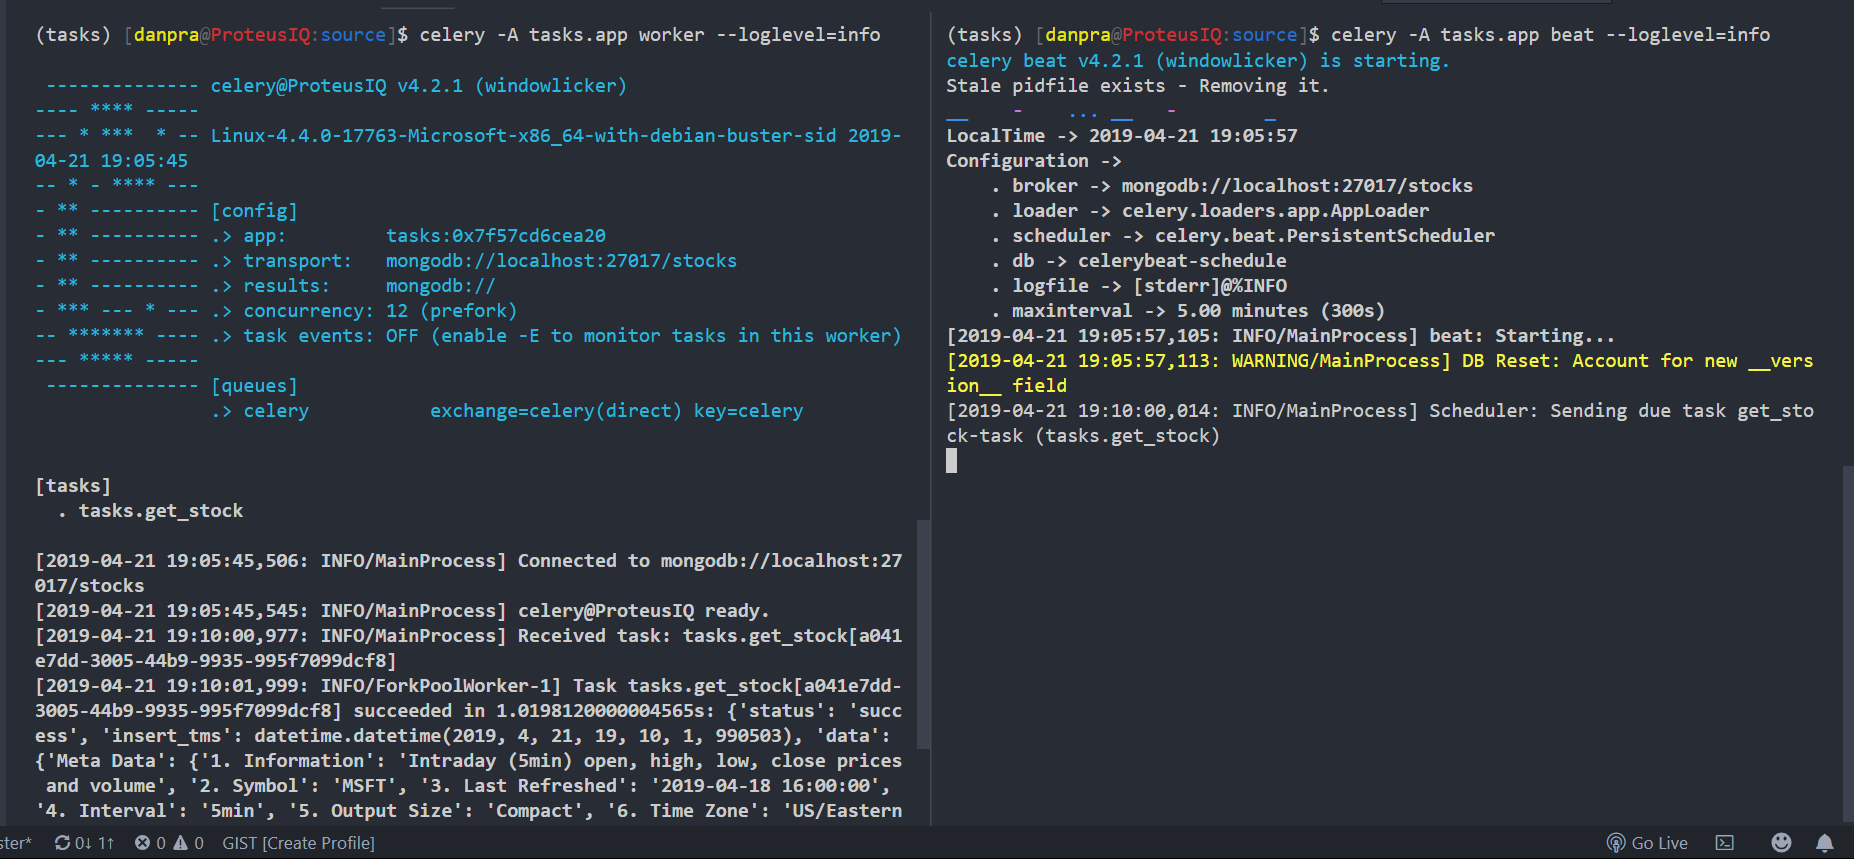 (tasks) [danpra@ProteusIQ:source]$ celery -A tasks.app worker --loglevel=info
 -------------- celery@ProteusIQ v4.2.1 (windowlicker)
---- **** -----
--- * ***  * -- Linux-4.4.0-17763-Microsoft-x86_64-with-debian-buster-sid 2019-
04-21 19:05:45
-- * - **** ---
- ** ---------- [config]
- ** ---------- .> app:         tasks:0x7f57cd6cea20
- ** ---------- .> transport:   mongodb://localhost:27017/stocks
- ** ---------- .> results:     mongodb://
- *** --- * --- .> concurrency: 12 (prefork)
-- ******* ---- .> task events: OFF (enable -E to monitor tasks in this worker)
--- ***** -----
 -------------- [queues]
                .> celery           exchange=celery(direct) key=celery
[tasks]
  . tasks.get_stock
[2019-04-21 19:05:45,506: INFO/MainProcess] Connected to mongodb://localhost:27
017/stocks
[2019-04-21 19:05:45,545: INFO/MainProcess] celery@ProteusIQ ready.
[2019-04-21 19:10:00,977: INFO/MainProcess] Received task: tasks.get_stock[a041
e7dd-3005-44b9-9935-995f7099dcf8]
[2019-04-21 19:10:01,999: INFO/ForkPoolWorker-1] Task tasks.get_stock[a041e7dd-
3005-44b9-9935-995f7099dcf8] succeeded in 1.0198120000004565s: {'status': 'succ
ess', 'insert_tms': datetime.datetime(2019, 4, 21, 19, 10, 1, 990503), 'data':
{'Meta Data': {'1. Information': 'Intraday (5min) open, high, low, close prices
 and volume', '2. Symbol': 'MSFT', '3. Last Refreshed': '2019-04-18 16:00:00',
'4. Interval': '5min', '5. Output Size': 'Compact', '6. Time Zone': 'US/Eastern
(tasks) [danpra@ProteusIQ:source]$ celery -A tasks.app beat --loglevel=info
celery beat v4.2.1 (windowlicker) is starting.
Stale pidfile exists - Removing it.
__    -    ... __   -        _
LocalTime -> 2019-04-21 19:05:57
Configuration ->
    . broker -> mongodb://localhost:27017/stocks
    . loader -> celery.loaders.app.AppLoader
    . scheduler -> celery.beat.PersistentScheduler
    . db -> celerybeat-schedule
    . logfile -> [stderr]@%INFO
    . maxinterval -> 5.00 minutes (300s)
[2019-04-21 19:05:57,105: INFO/MainProcess] beat: Starting...
[2019-04-21 19:05:57,113: WARNING/MainProcess] DB Reset: Account for new __vers
ion__ field
[2019-04-21 19:10:00,014: INFO/MainProcess] Scheduler: Sending due task get_sto
ck-task (tasks.get_stock)
ster* 0↓ 1↑ 0 0 GIST [Create Profile] Go Live